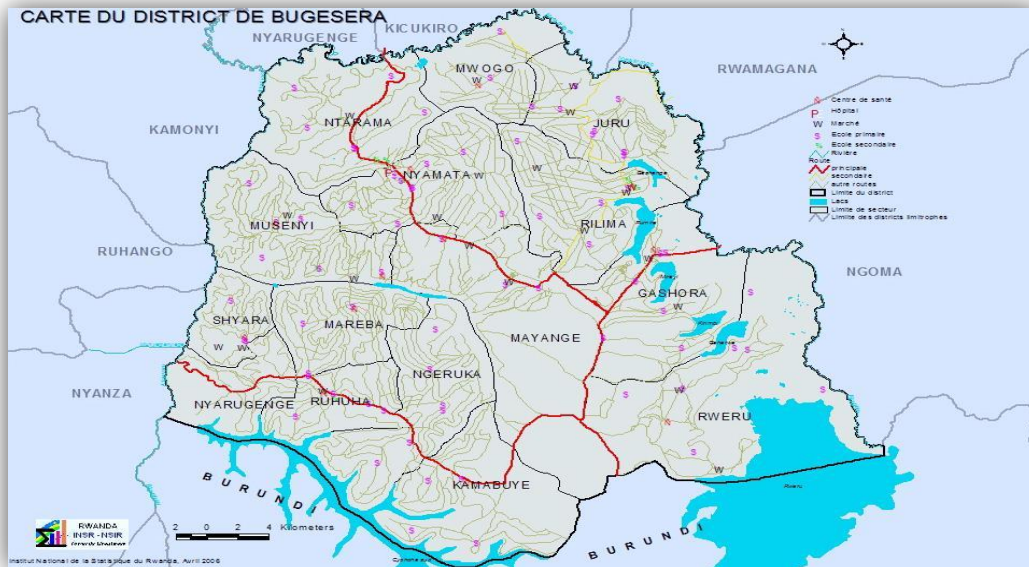 CARTE DU DISTRICT DE BUGESERA
NYARUGENGE
KICUKIRO
RWAMAGANA
KAMONYI
RUHANGO
NYANZA
NGOMA
MWOGO
NTARAMA
JURU
NYAMATA
MUSENYI
RILIMA
GASHORA
SHYARA
MAREBA
MAYANGE
NGERUKA
NYARUGENGE
RUHUHA
RWERU
KAMABUYE
BURUNDI
BURUNDI
Rweru
Centre de santé
P Hôpital
W Marché
S Ecole primaire
Ecole secondaire
Rivière
Route
principale
secondaire
autre routes
Limite du district
Lacs
Limite de secteur
Limite des districts limitrophes
RWANDA
INSR - NISR
2 0 2 4 Kilometers
Institut National de la Statistique du Rwanda, Avril 2006